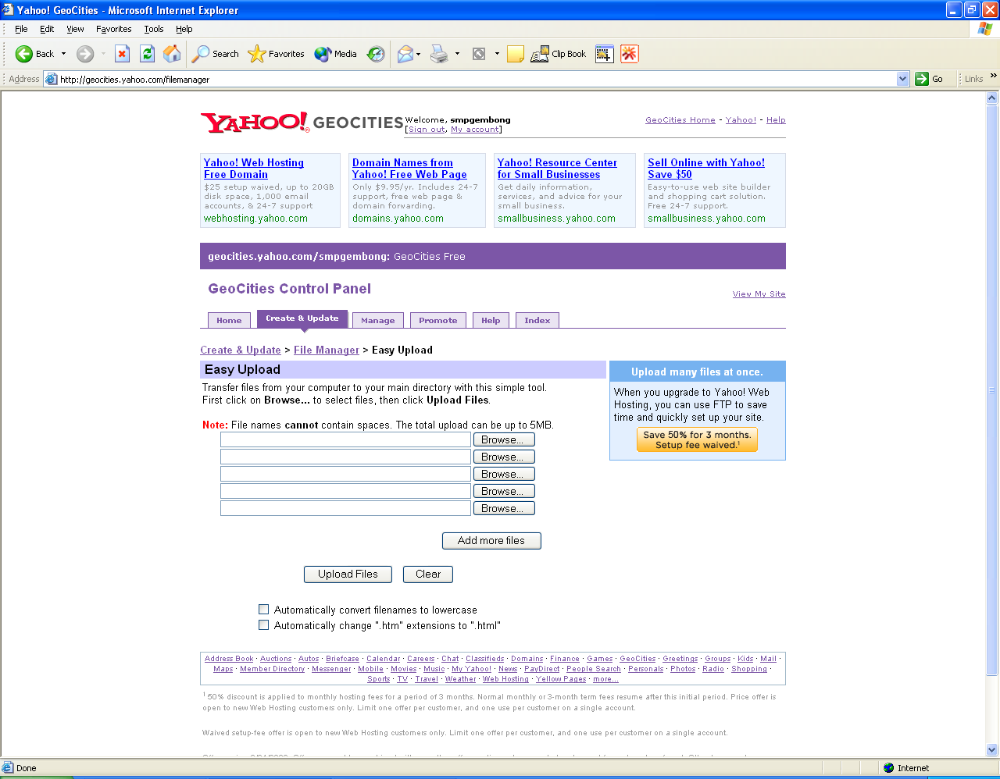 Yahoo! GeoCities - Microsoft Internet Explorer
File Edit View Favorites Tools Help
Back Search Favorites Media Clip Book
Address http://geocities.yahoo.com/filemanager Go Links »
YAHOO!® GEOCITIES
Welcome, smpgembong
[Sign out, My account]
GeoCities Home - Yahoo! - Help
Yahoo! Web Hosting
Free Domain
$25 setup waived, up to 20GB
disk space, 1,000 email
accounts, & 24-7 support
webhosting.yahoo.com
Domain Names from
Yahoo! Free Web Page
Only $9.95/yr. Includes 24-7
support, free web page &
domain forwarding.
domains.yahoo.com
Yahoo! Resource Center
for Small Businesses
Get daily information,
services, and advice for your
small business.
smallbusiness.yahoo.com
Sell Online with Yahoo!
Save $50
Easy-to-use web site builder
and shopping cart solution.
Free 24-7 support.
smallbusiness.yahoo.com
geocities.yahoo.com/smpgembong: GeoCities Free
GeoCities Control Panel
View My Site
Home Create & Update Manage Promote Help Index
Create & Update > File Manager > Easy Upload
Easy Upload
Transfer files from your computer to your main directory with this simple tool.
First click on Browse... to select files, then click Upload Files.
Note: File names cannot contain spaces. The total upload can be up to 5MB.
Browse...
Browse...
Browse...
Browse...
Browse...
Add more files
Upload Files Clear
Automatically convert filenames to lowercase
Automatically change ".htm" extensions to ".html"
Upload many files at once.
When you upgrade to Yahoo! Web
Hosting, you can use FTP to save
time and quickly set up your site.
Save 50% for 3 months.
Setup fee waived.¹
Address Book · Auctions · Autos · Briefcase · Calendar · Careers · Chat · Classifieds · Domains · Finance · Games · GeoCities · Greetings · Groups · Kids · Mail ·
Maps · Member Directory · Messenger · Mobile · Movies · Music · My Yahoo! · News · PayDirect · People Search · Personals · Photos · Radio · Shopping ·
Sports · TV · Travel · Weather · Web Hosting · Yellow Pages · more...
¹ 50% discount is applied to monthly hosting fees for a period of 3 months. Normal monthly or 3-month term fees resume after this initial period. Price offer is
open to new Web Hosting customers only. Limit one offer per customer, and one use per customer on a single account.
Waived setup-fee offer is open to new Web Hosting customers only. Limit one offer per customer, and one use per customer on a single account.
Done Internet